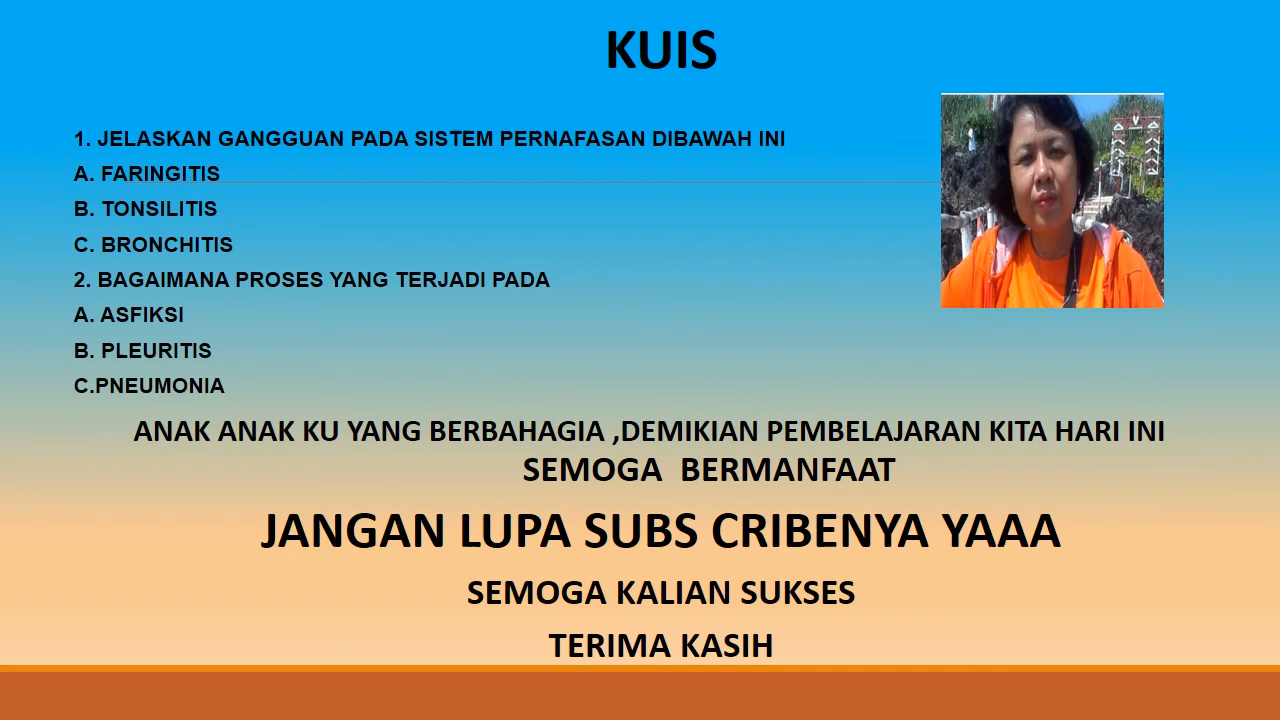 KUIS
1. JELASKAN GANGGUAN PADA SISTEM PERNAFASAN DIBAWAH INI
A. FARINGITIS
B. TONSILITIS
C. BRONCHITIS
2. BAGAIMANA PROSES YANG TERJADI PADA
A. ASFIKSI
B. PLEURITIS
C.PNEUMONIA
ANAK ANAK KU YANG BERBAHAGIA ,DEMIKIAN PEMBELAJARAN KITA HARI INI
SEMOGA  BERMANFAAT
JANGAN LUPA SUBS CRIBENYA YAAA
SEMOGA KALIAN SUKSES
TERIMA KASIH